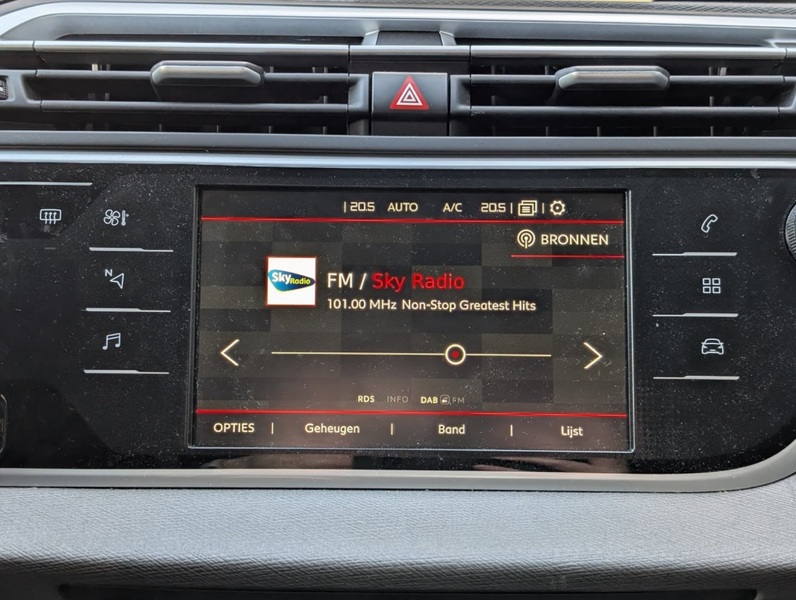 | 20.5 AUTO A/C 20.5 | |
BRONNEN
Sky Radio
FM / Sky Radio
101.00 MHz Non-Stop Greatest Hits
RDS INFO DAB FM
OPTIES | Geheugen | Band | Lijst
N